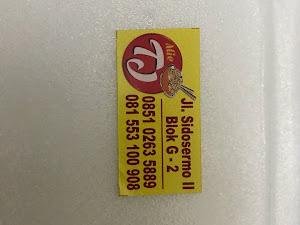 Mie
TJ
Jl. Sidosermo II
Blok G - 2
0851 0263 5889
081 553 100 908